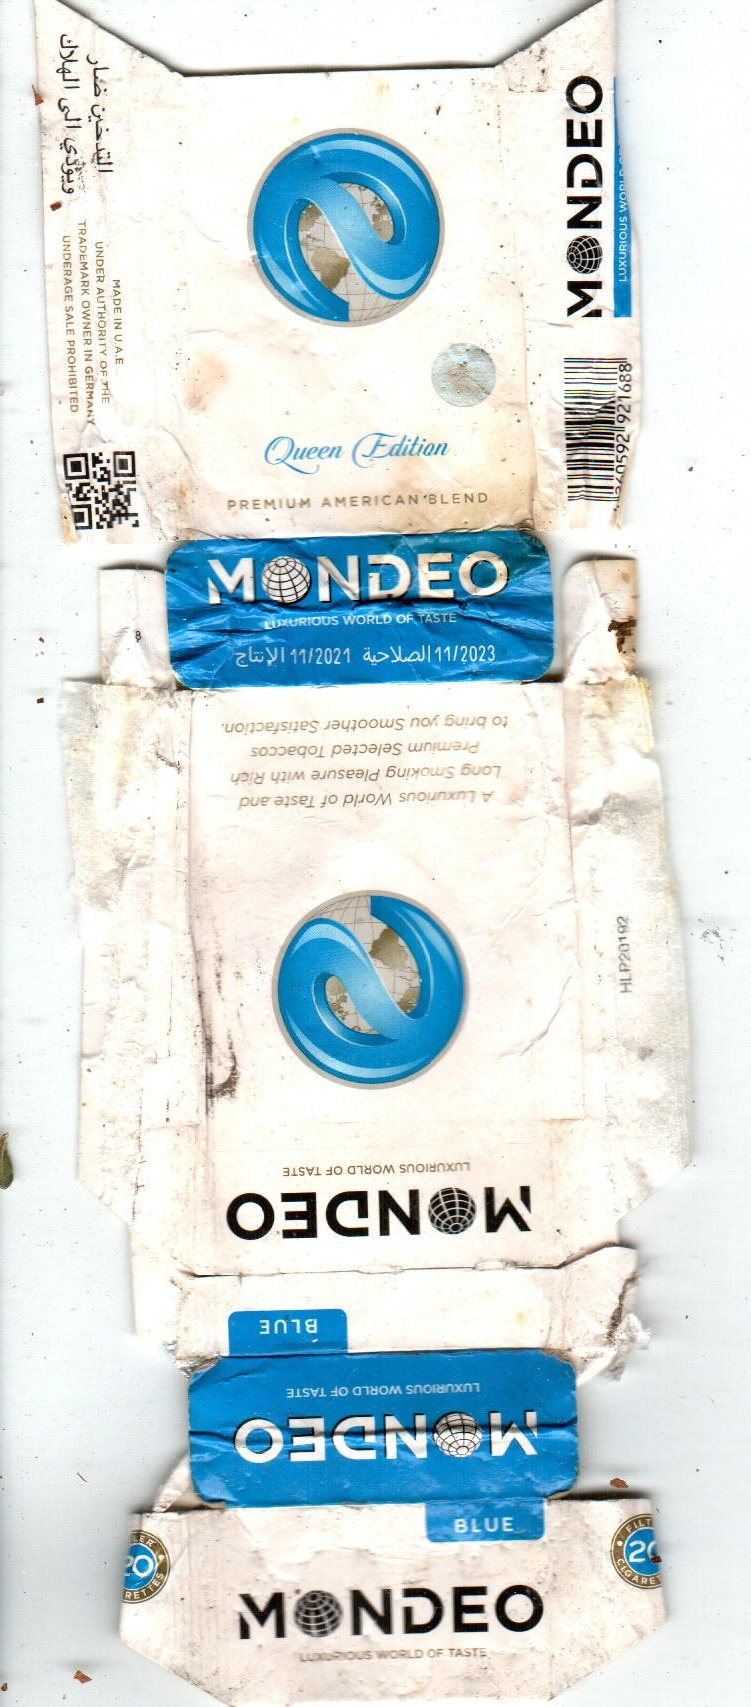 التدخين ضار
ويؤدي الى الهلاك
MADE IN U.A.E
UNDER AUTHORITY OF THE
TRADEMARK OWNER IN GERMANY
UNDERAGE SALE PROHIBITED
MONDEO
LUXURIOUS WORLD
921688
Queen Edition
PREMIUM AMERICAN BLEND
MONDEO
LUXURIOUS WORLD OF TASTE
الإنتاج 11/2021 الصلاحية 11/2023
8
A Luxurious World of Taste and
Long Smoking Pleasure with Rich
Premium Selected Tobaccos
to bring you Smoother Satisfaction.
HLP20192
MONDEO
LUXURIOUS WORLD OF TASTE
BLUE
MONDEO
LUXURIOUS WORLD OF TASTE
BLUE
20
20
MONDEO
LUXURIOUS WORLD OF TASTE